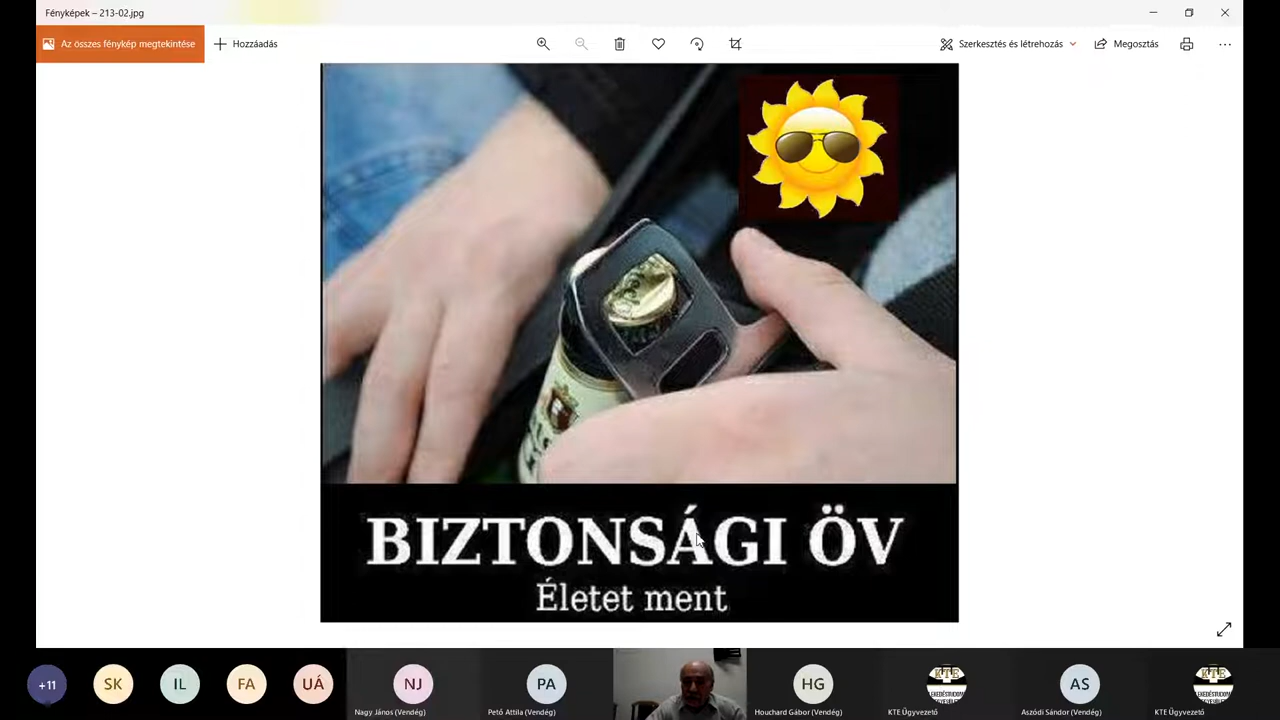 Fényképek – 213-02.jpg
Az összes fénykép megtekintése
Hozzáadás
Szerkesztés és létrehozás
Megosztás
BIZTONSÁGI ÖV
Életet ment
+11
SK
IL
FA
UÁ
NJ
PA
HG
KTE
AS
KTE
Nagy János (Vendég)
Pető Attila (Vendég)
Houchard Gábor (Vendég)
KTE Ügyvezető
Aszódi Sándor (Vendég)
KTE Ügyvezető